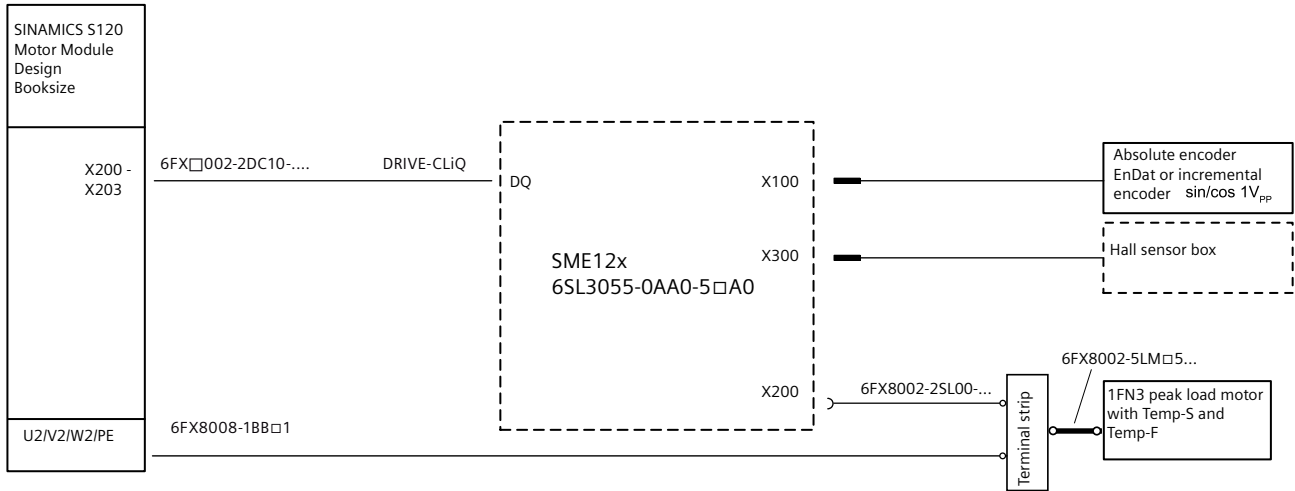 SINAMICS S120
Motor Module
Design
Booksize
X200 -
X203
6FX□002-2DC10-....
DRIVE-CLiQ
DQ
X100
Absolute encoder
EnDat or incremental
encoder sin/cos 1VPP
X300
Hall sensor box
SME12x
6SL3055-0AA0-5□A0
X200
6FX8002-2SL00-...
Terminal strip
6FX8002-5LM□5...
1FN3 peak load motor
with Temp-S and
Temp-F
U2/V2/W2/PE
6FX8008-1BB□1